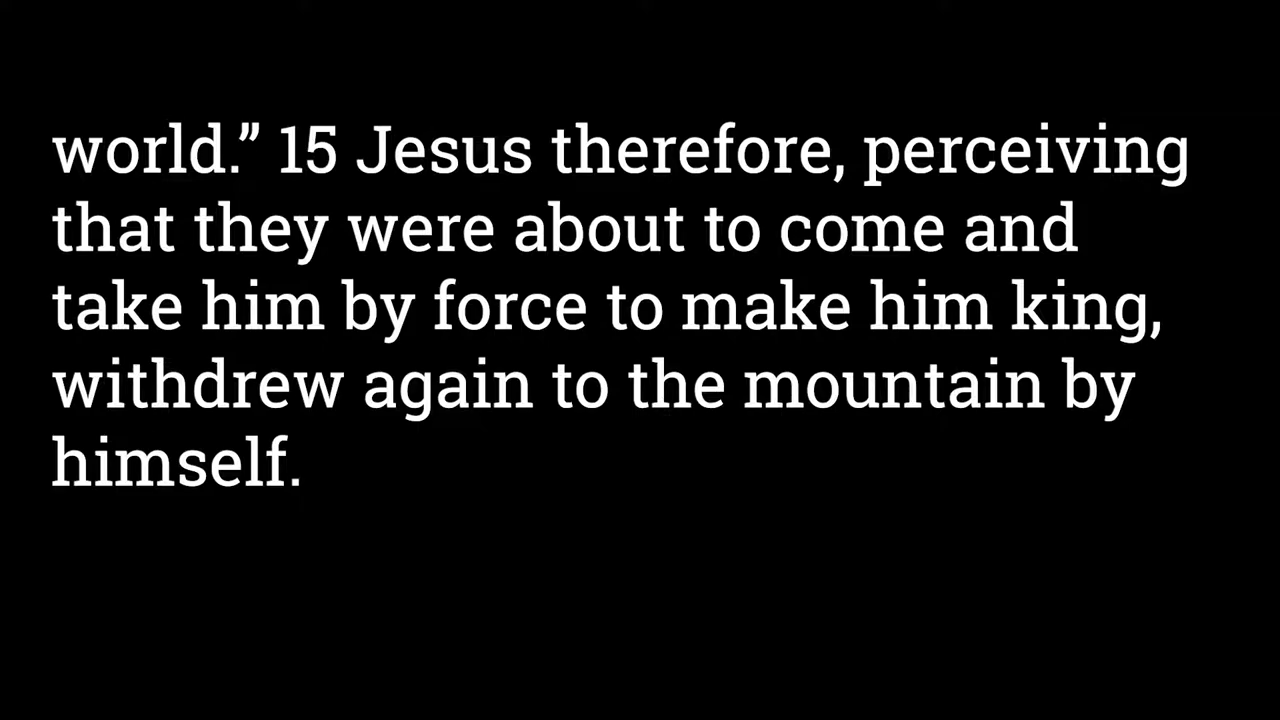 world.” 15 Jesus therefore, perceiving
that they were about to come and
take him by force to make him king,
withdrew again to the mountain by
himself.